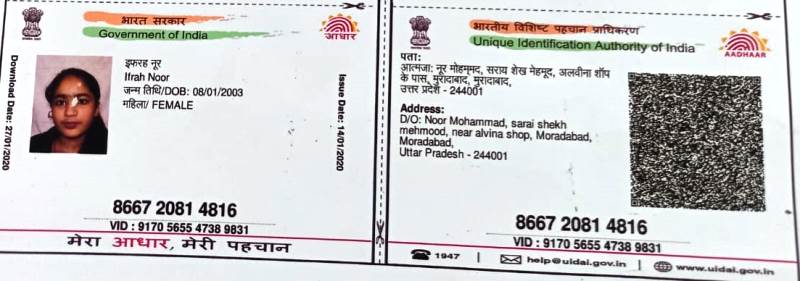 भारत सरकार
Government of India
आधार
Download Date: 27/01/2020
इफरह नूर
Ifrah Noor
जन्म तिथि/DOB: 08/01/2003
महिला/ FEMALE
Issue Date: 14/01/2020
8667 2081 4816
VID : 9170 5655 4738 9831
मेरा आधार, मेरी पहचान
भारतीय विशिष्ट पहचान प्राधिकरण
Unique Identification Authority of India
AADHAAR
पता:
आत्मजा: नूर मोहम्मद, सराय शेख मेहमूद, अलवीना शॉप
के पास, मुरादाबाद, मुरादाबाद,
उत्तर प्रदेश - 244001
Address:
D/O: Noor Mohammad, sarai shekh
mehmood, near alvina shop, Moradabad,
Moradabad,
Uttar Pradesh - 244001
8667 2081 4816
VID : 9170 5655 4738 9831
1947
help@uidai.gov.in
www.uidai.gov.in